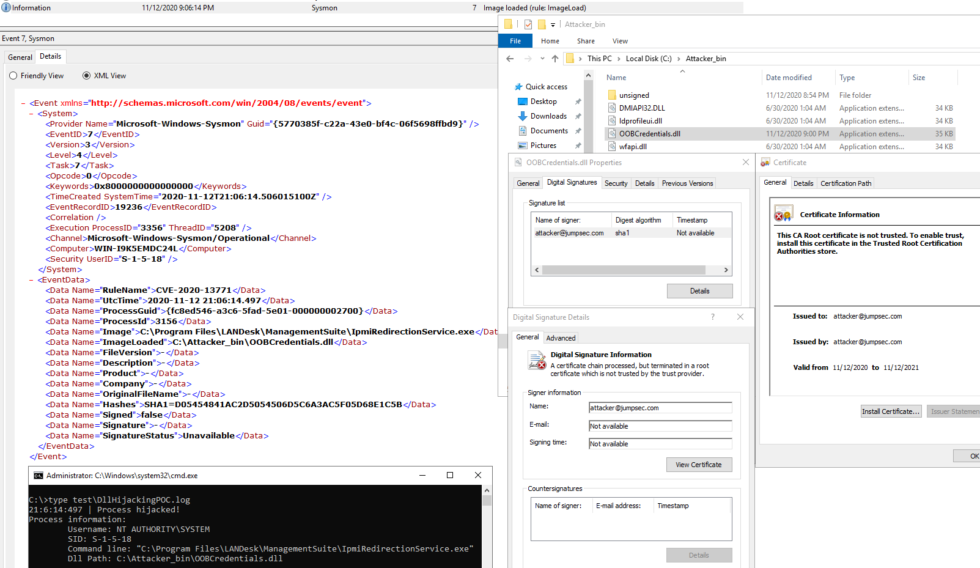 Information 11/12/2020 9:06:14 PM Sysmon 7 Image loaded (rule: ImageLoad)
Event 7, Sysmon
General Details
Friendly View XML View
- <Event xmlns="http://schemas.microsoft.com/win/2004/08/events/event">
- <System>
<Provider Name="Microsoft-Windows-Sysmon" Guid="{5770385f-c22a-43e0-bf4c-06f5698ffbd9}" />
<EventID>7</EventID>
<Version>3</Version>
<Level>4</Level>
<Task>7</Task>
<Opcode>0</Opcode>
<Keywords>0x8000000000000000</Keywords>
<TimeCreated SystemTime="2020-11-12T21:06:14.506015100Z" />
<EventRecordID>19236</EventRecordID>
<Correlation />
<Execution ProcessID="3356" ThreadID="5208" />
<Channel>Microsoft-Windows-Sysmon/Operational</Channel>
<Computer>WIN-I9K5EMDC24L</Computer>
<Security UserID="S-1-5-18" />
</System>
- <EventData>
<Data Name="RuleName">CVE-2020-13771</Data>
<Data Name="UtcTime">2020-11-12 21:06:14.497</Data>
<Data Name="ProcessGuid">{fc8ed546-a3c6-5fad-5e01-000000002700}</Data>
<Data Name="ProcessId">3156</Data>
<Data Name="Image">C:\Program Files\LANDesk\ManagementSuite\IpmiRedirectionService.exe</Dat
<Data Name="ImageLoaded">C:\Attacker_bin\OOBCredentials.dll</Data>
<Data Name="FileVersion">-</Data>
<Data Name="Description">-</Data>
<Data Name="Product">-</Data>
<Data Name="Company">-</Data>
<Data Name="OriginalFileName">-</Data>
<Data Name="Hashes">SHA1=D05454841AC2D5054506D5C6A3AC5F05D68E1C5B</Data>
<Data Name="Signed">false</Data>
<Data Name="Signature">-</Data>
<Data Name="SignatureStatus">Unavailable</Data>
</EventData>
</Event>
Administrator: C:\Windows\system32\cmd.exe
C:\>type test\DllHijackingPOC.log
21:6:14:497 | Process hijacked!
Process information:
Username: NT AUTHORITY\SYSTEM
SID: S-1-5-18
Command line: "C:\Program Files\LANDesk\ManagementSuite\IpmiRedirectionService.exe"
Dll Path: C:\Attacker_bin\OOBCredentials.dll
Attacker_bin
File Home Share View
This PC > Local Disk (C:) > Attacker_bin
Quick access
Desktop
Downloads
Documents
Pictures
Name Date modified Type Size
unsigned 11/12/2020 8:54 PM File folder
DMIAPI32.DLL 6/30/2020 1:04 AM Application extens... 34 KB
ldprofileui.dll 6/30/2020 1:04 AM Application extens... 34 KB
OOBCredentials.dll 11/12/2020 9:00 PM Application extens... 35 KB
wfapi.dll 6/30/2020 1:04 AM Application extens... 34 KB
OOBCredentials.dll Properties
General Digital Signatures Security Details Previous Versions
Signature list
Name of signer: Digest algorithm Timestamp
attacker@jumpsec.com sha1 Not available
Details
Digital Signature Details ?
General Advanced
Digital Signature Information
A certificate chain processed, but terminated in a root
certificate which is not trusted by the trust provider.
Signer information
Name: attacker@jumpsec.com
E-mail: Not available
Signing time: Not available
View Certificate
Countersignatures
Name of signer: E-mail address: Timestamp
Details
Certificate
General Details Certification Path
Certificate Information
This CA Root certificate is not trusted. To enable trust,
install this certificate in the Trusted Root Certification
Authorities store.
Issued to: attacker@jumpsec.com
Issued by: attacker@jumpsec.com
Valid from 11/12/2020 to 11/12/2021
Install Certificate... Issuer Statemen
OK